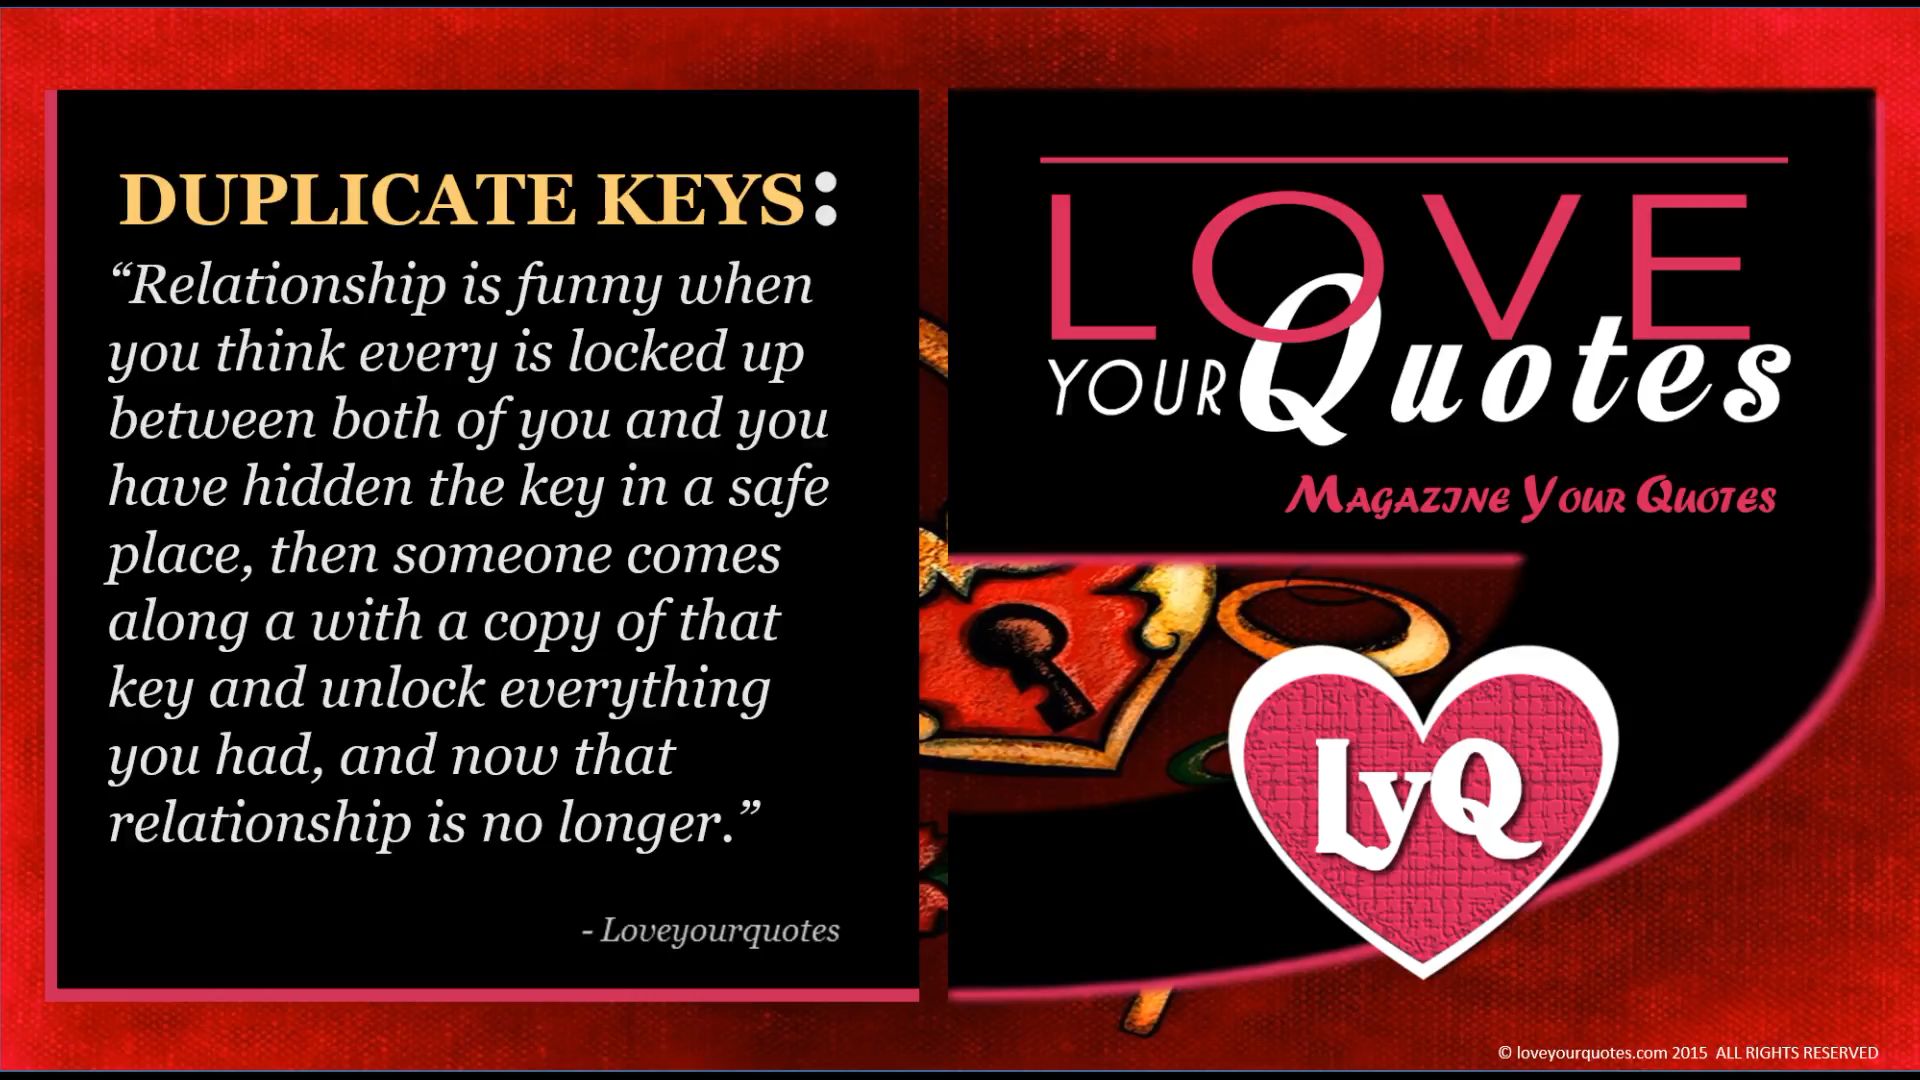 DUPLICATE KEYS:
“Relationship is funny when
you think every is locked up
between both of you and you
have hidden the key in a safe
place, then someone comes
along a with a copy of that
key and unlock everything
you had, and now that
relationship is no longer.”
- Loveyourquotes
LOVE
YOUR Quotes
MAGAZINE YOUR QUOTES
LyQ
© loveyourquotes.com 2015 ALL RIGHTS RESERVED